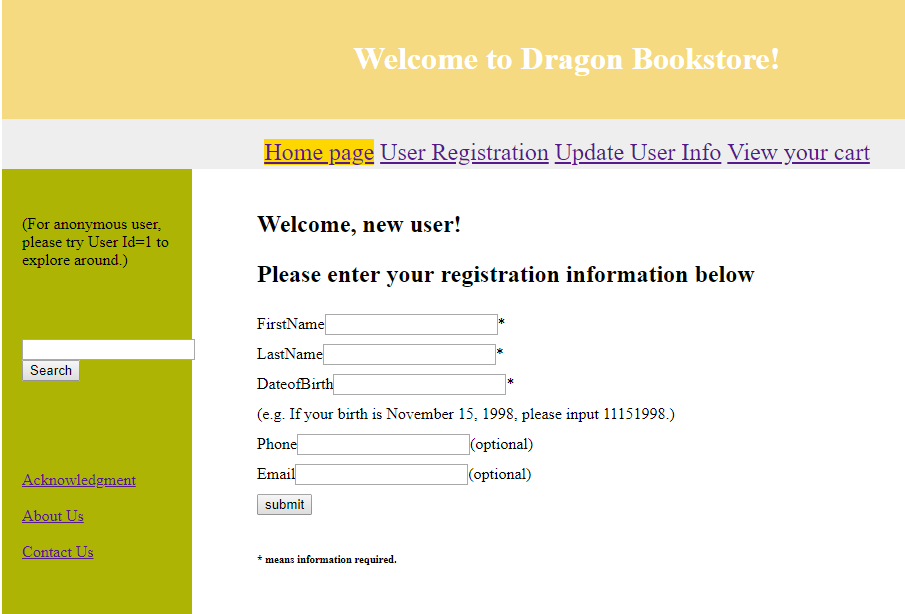 Welcome to Dragon Bookstore!
Home page User Registration Update User Info View your cart
(For anonymous user,
please try User Id=1 to
explore around.)
Search
Acknowledgment
About Us
Contact Us
Welcome, new user!
Please enter your registration information below
FirstName*
LastName*
DateofBirth*
(e.g. If your birth is November 15, 1998, please input 11151998.)
Phone(optional)
Email(optional)
submit
* means information required.